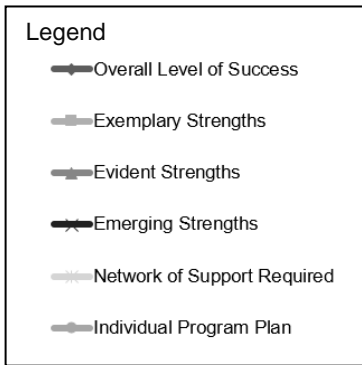 Legend
Overall Level of Success
Exemplary Strengths
Evident Strengths
Emerging Strengths
Network of Support Required
Individual Program Plan